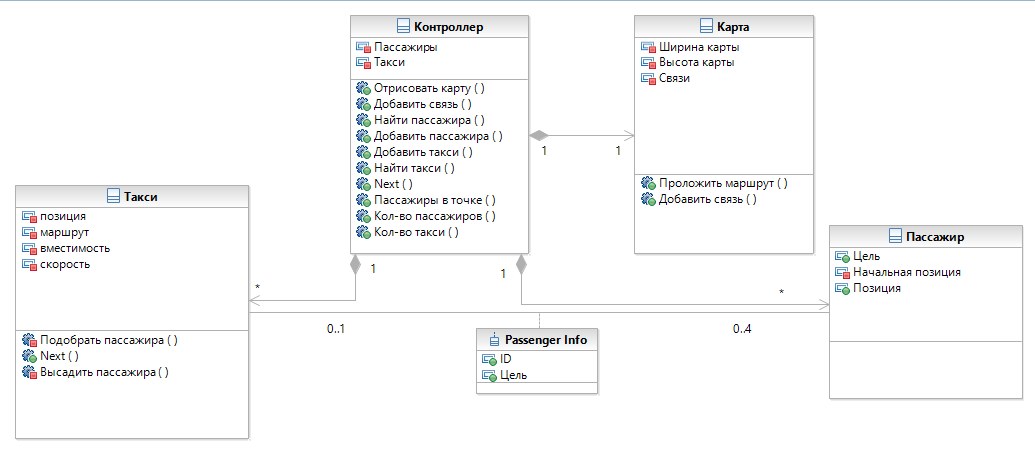 Контроллер
Пассажиры
Такси
Отрисовать карту ( )
Добавить связь ( )
Найти пассажира ( )
Добавить пассажира ( )
Добавить такси ( )
Найти такси ( )
Next ( )
Пассажиры в точке ( )
Кол-во пассажиров ( )
Кол-во такси ( )
Карта
Ширина карты
Высота карты
Связи
Проложить маршрут ( )
Добавить связь ( )
1
1
Такси
позиция
маршрут
вместимость
скорость
Подобрать пассажира ( )
Next ( )
Высадить пассажира ( )
Пассажир
Цель
Начальная позиция
Позиция
1
1
*
*
0..1
0..4
Passenger Info
ID
Цель